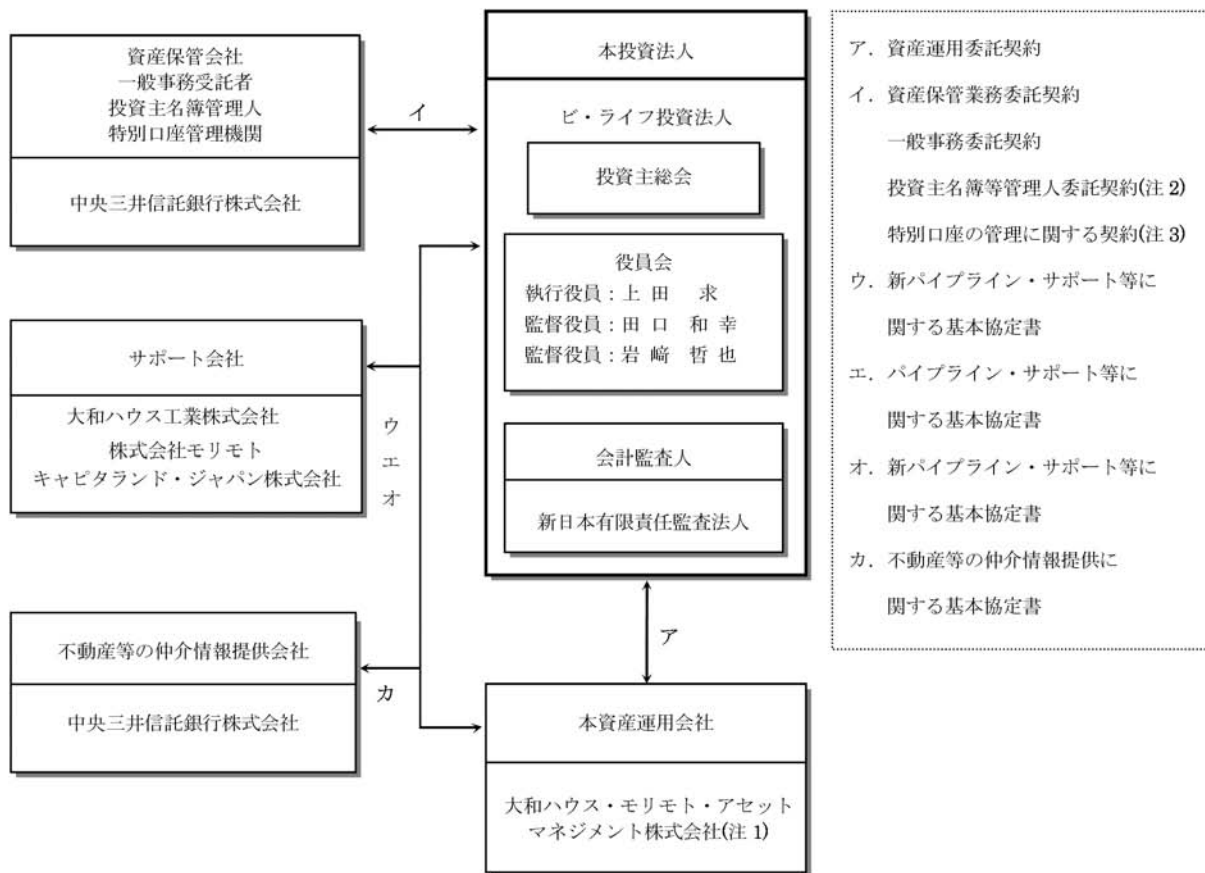 資産保管会社
一般事務受託者
投資主名簿管理人
特別口座管理機関
中央三井信託銀行株式会社
イ
サポート会社
大和ハウス工業株式会社
株式会社モリモト
キャピタランド・ジャパン株式会社
ウ
エ
オ
不動産等の仲介情報提供会社
中央三井信託銀行株式会社
カ
本投資法人
ビ・ライフ投資法人
投資主総会
役員会
執行役員：上 田 求
監督役員：田 口 和 幸
監督役員：岩 﨑 哲 也
会計監査人
新日本有限責任監査法人
ア
本資産運用会社
大和ハウス・モリモト・アセット
マネジメント株式会社(注 1)
ア．資産運用委託契約
イ．資産保管業務委託契約
一般事務委託契約
投資主名簿等管理人委託契約(注 2)
特別口座の管理に関する契約(注 3)
ウ．新パイプライン・サポート等に
関する基本協定書
エ．パイプライン・サポート等に
関する基本協定書
オ．新パイプライン・サポート等に
関する基本協定書
カ．不動産等の仲介情報提供に
関する基本協定書